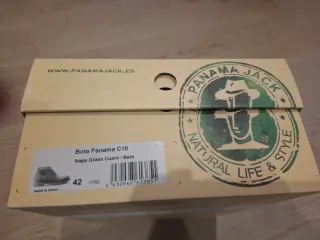 WWW.PANAMAJACK.ES
PANAMA JACK
®
NATURAL LIFE & STYLE
Bota Panama C10
Napa Grass Cuero / Bark
42